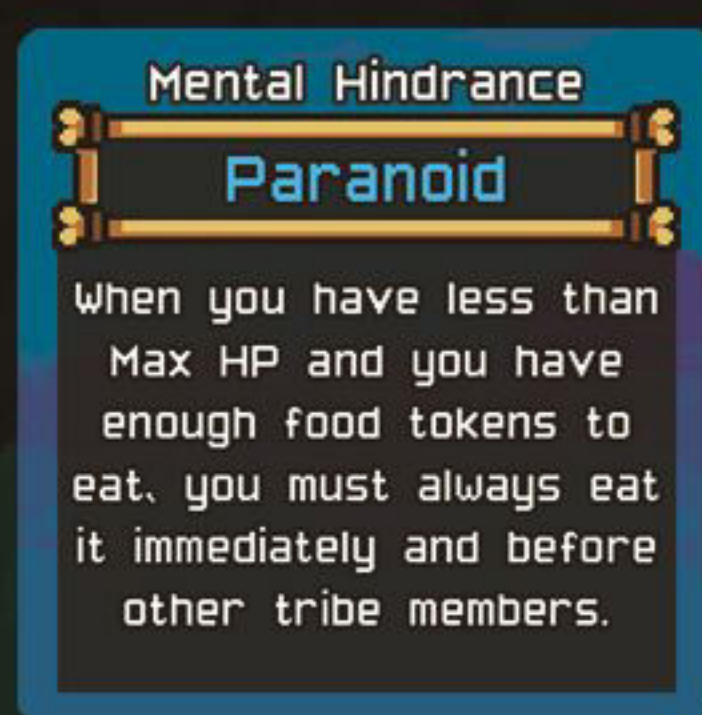 Mental Hindrance
Paranoid
When you have less than
Max HP and you have
enough food tokens to
eat、you must always eat
it immediately and before
other tribe members.